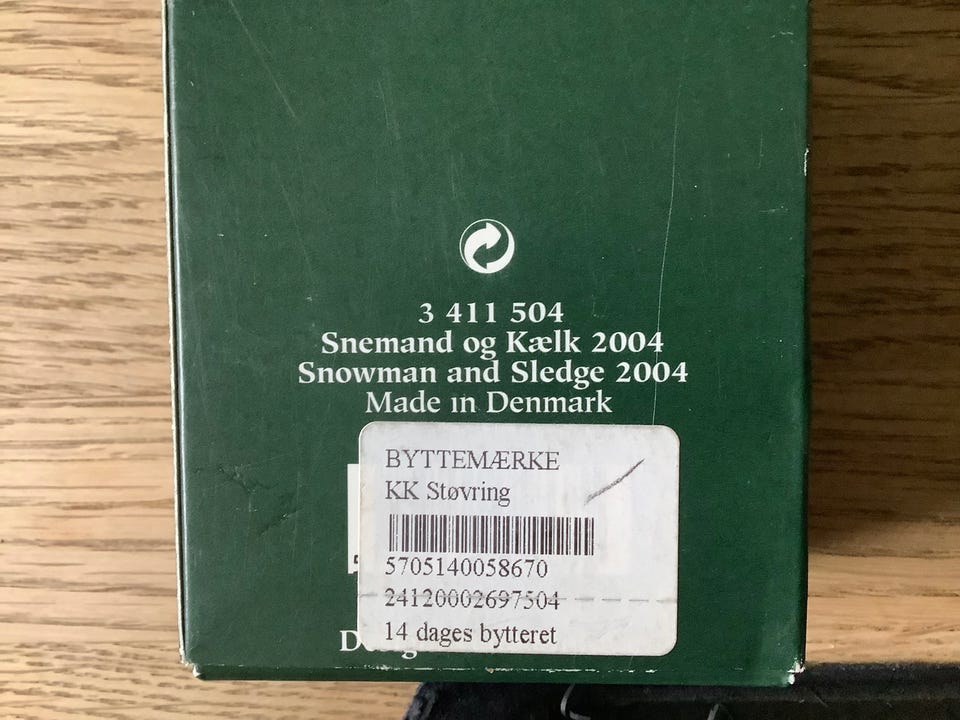 3 411 504
Snemand og Kælk 2004
Snowman and Sledge 2004
Made in Denmark
BYTTEMÆRKE
KK Støvring
5705140058670
24120002697504
14 dages bytteret